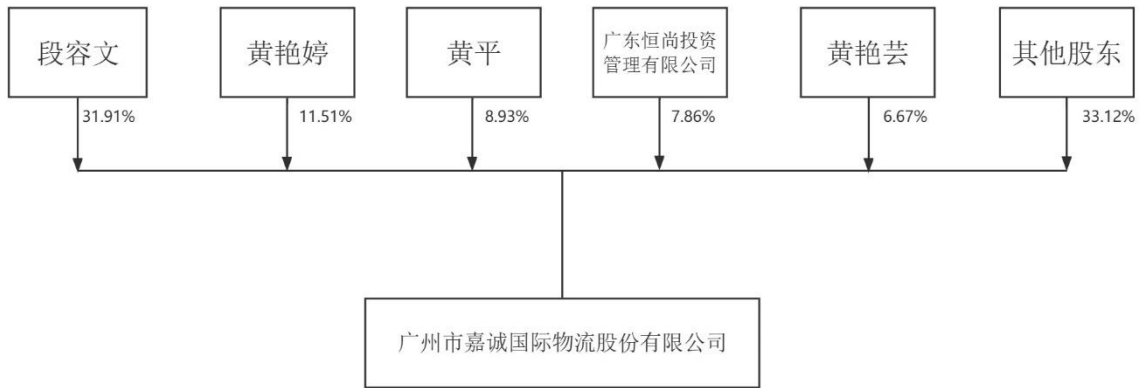 段容文
黄艳婷
黄平
广东恒尚投资
管理有限公司
黄艳芸
其他股东
31.91%
11.51%
8.93%
7.86%
6.67%
33.12%
广州市嘉诚国际物流股份有限公司